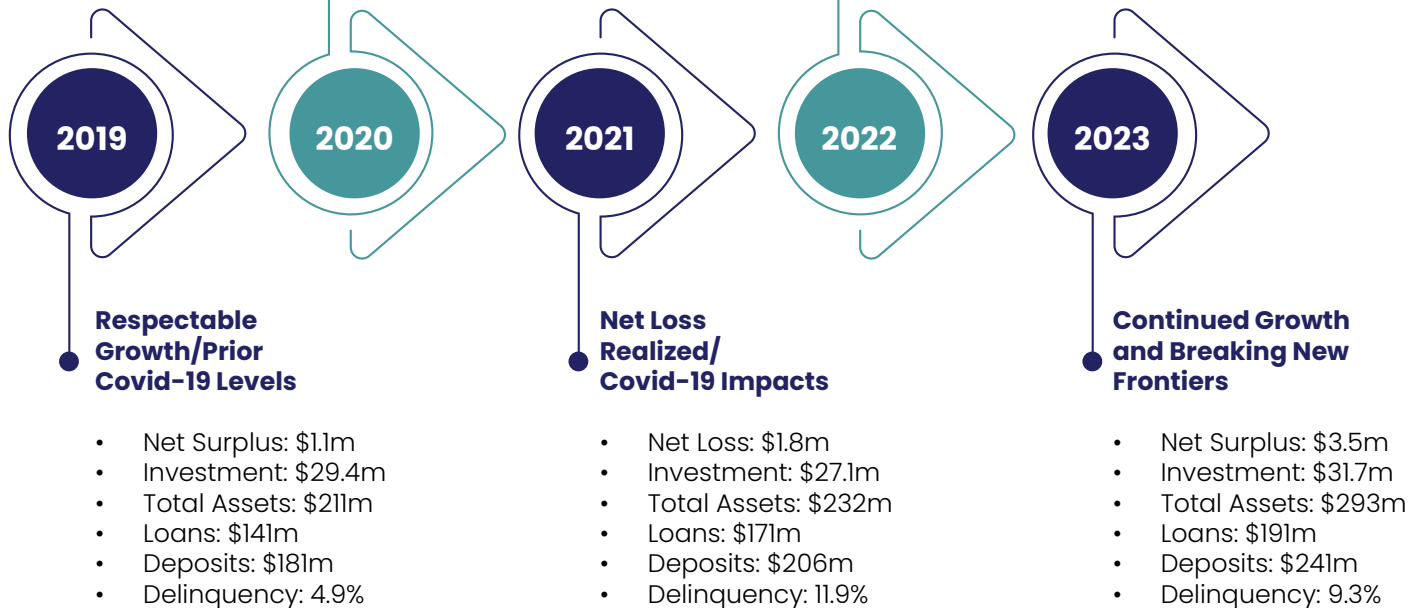 2019
2020
2021
2022
2023
Respectable
Growth/Prior
Covid-19 Levels
• Net Surplus: $1.1m
• Investment: $29.4m
• Total Assets: $211m
• Loans: $141m
• Deposits: $181m
• Delinquency: 4.9%
Net Loss
Realized/
Covid-19 Impacts
• Net Loss: $1.8m
• Investment: $27.1m
• Total Assets: $232m
• Loans: $171m
• Deposits: $206m
• Delinquency: 11.9%
Continued Growth
and Breaking New
Frontiers
• Net Surplus: $3.5m
• Investment: $31.7m
• Total Assets: $293m
• Loans: $191m
• Deposits: $241m
• Delinquency: 9.3%